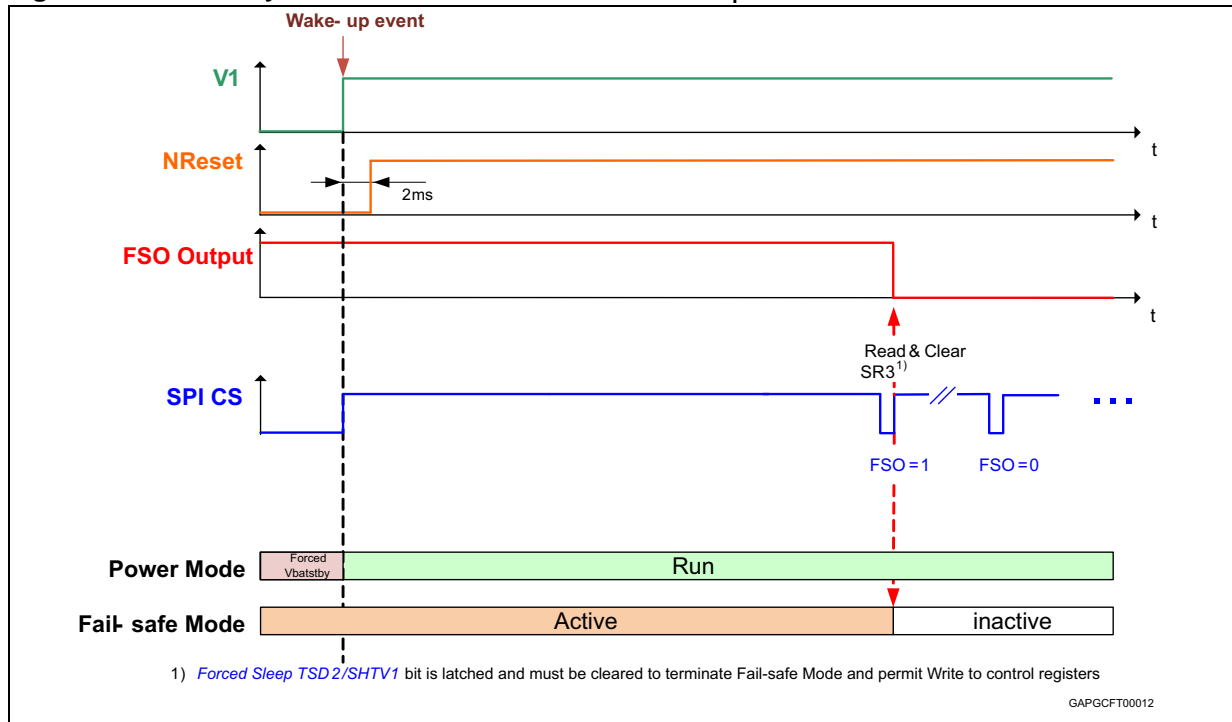 Wake- up event
V1
t
NReset
2ms
t
FSO Output
t
Read & Clear
SR3 1)
SPI CS
FSO=1
FSO=0
Power Mode
Forced
Vbatstby
Run
Fail- safe Mode
Active
inactive
1) Forced Sleep TSD2/SHTV1 bit is latched and must be cleared to terminate Fail-safe Mode and permit Write to control registers
GAPGCFT00012